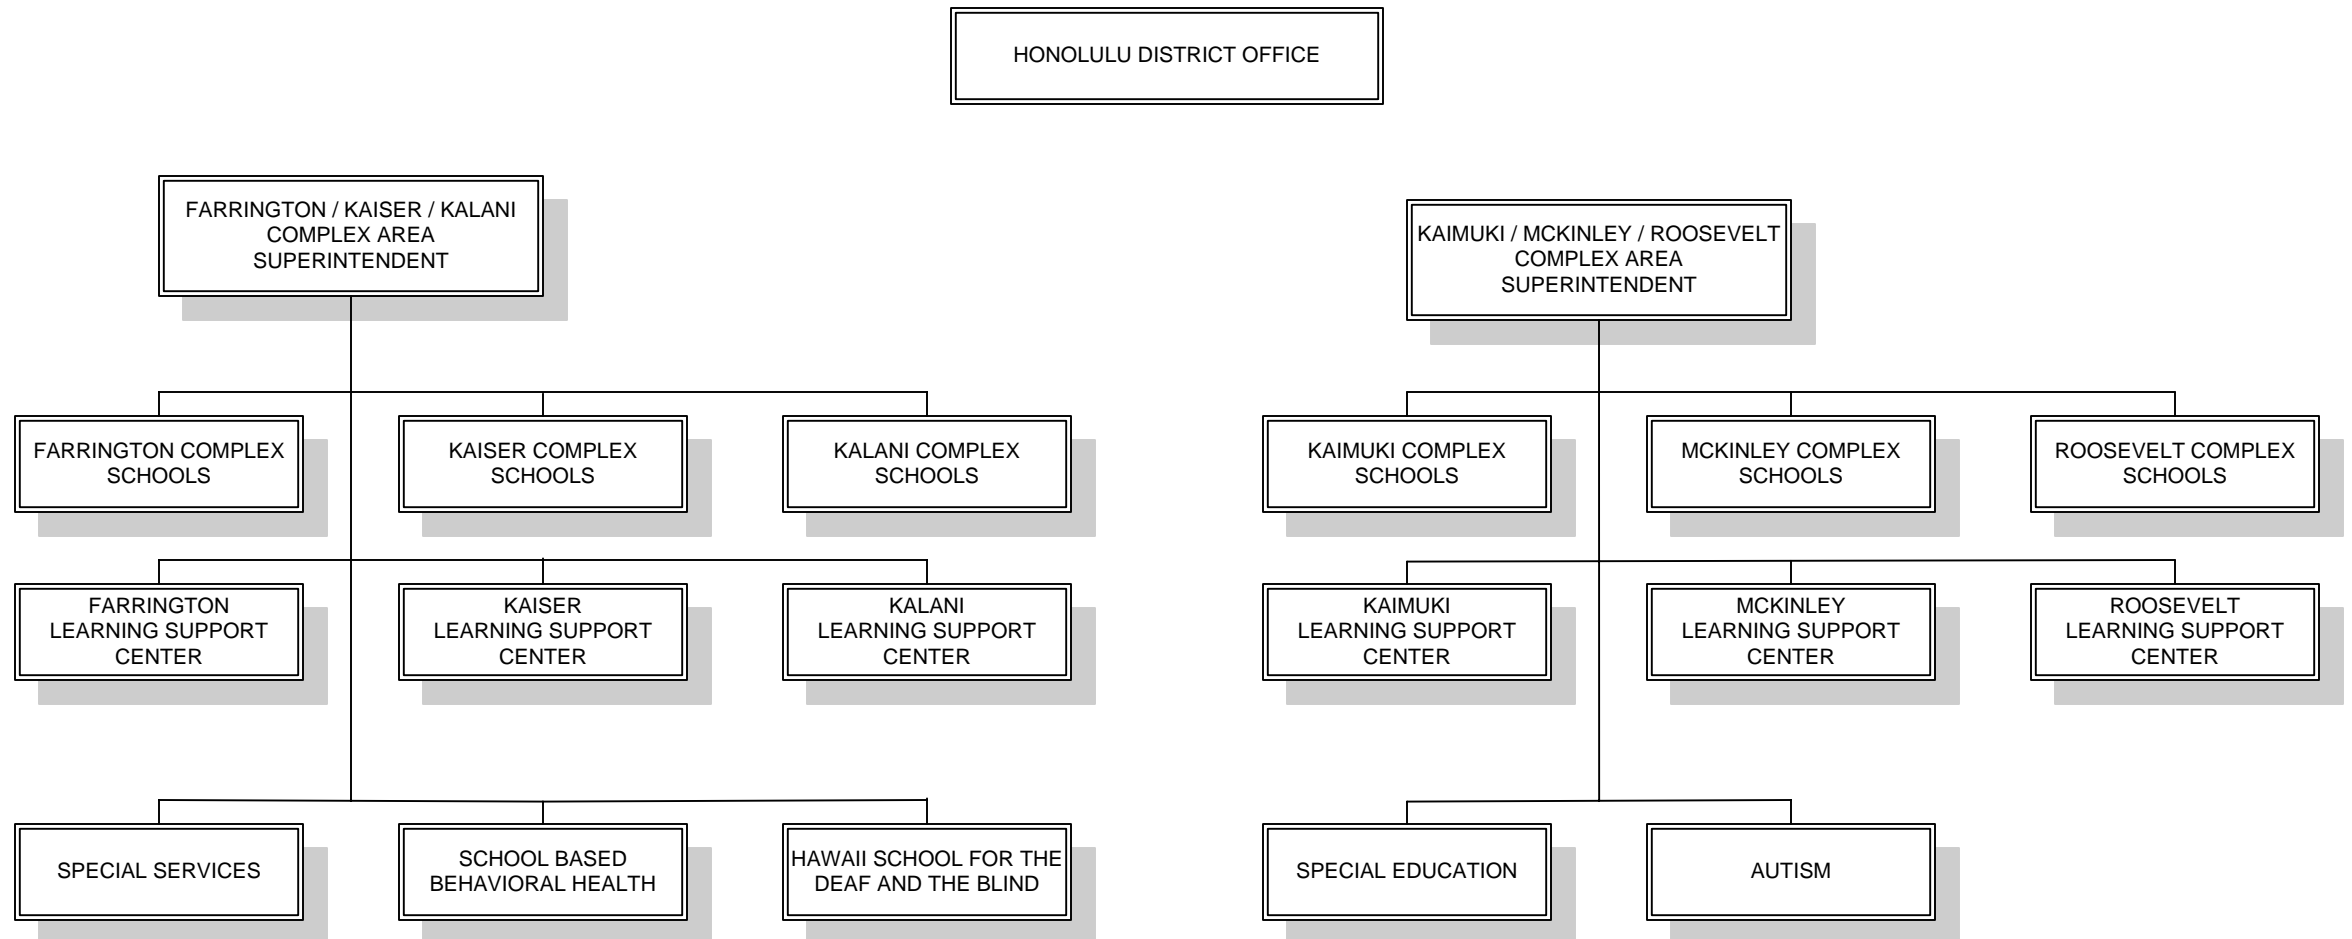 HONOLULU DISTRICT OFFICE
FARRINGTON / KAISER / KALANI
COMPLEX AREA
SUPERINTENDENT
KAIMUKI / MCKINLEY / ROOSEVELT
COMPLEX AREA
SUPERINTENDENT
FARRINGTON COMPLEX
SCHOOLS
KAISER COMPLEX
SCHOOLS
KALANI COMPLEX
SCHOOLS
KAIMUKI COMPLEX
SCHOOLS
MCKINLEY COMPLEX
SCHOOLS
ROOSEVELT COMPLEX
SCHOOLS
FARRINGTON
LEARNING SUPPORT
CENTER
KAISER
LEARNING SUPPORT
CENTER
KALANI
LEARNING SUPPORT
CENTER
KAIMUKI
LEARNING SUPPORT
CENTER
MCKINLEY
LEARNING SUPPORT
CENTER
ROOSEVELT
LEARNING SUPPORT
CENTER
SPECIAL SERVICES
SCHOOL BASED
BEHAVIORAL HEALTH
HAWAII SCHOOL FOR THE
DEAF AND THE BLIND
SPECIAL EDUCATION
AUTISM